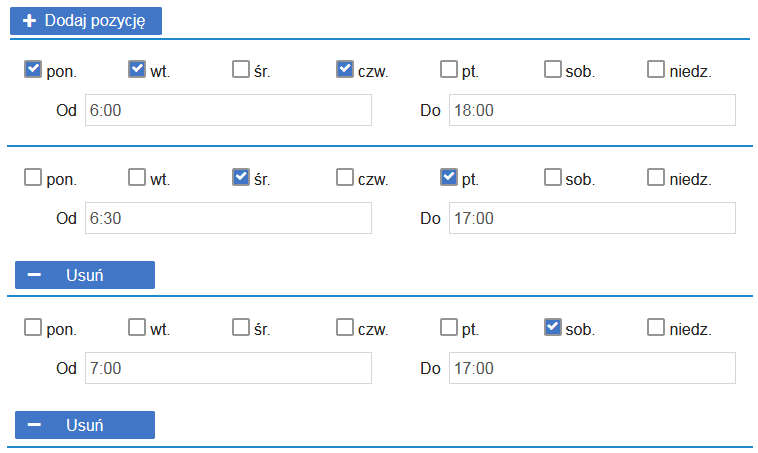 Dodaj pozycję
pon. wt. śr. czw. pt. sob. niedz.
Od 6:00 Do 18:00
pon. wt. śr. czw. pt. sob. niedz.
Od 6:30 Do 17:00
Usuń
pon. wt. śr. czw. pt. sob. niedz.
Od 7:00 Do 17:00
Usuń